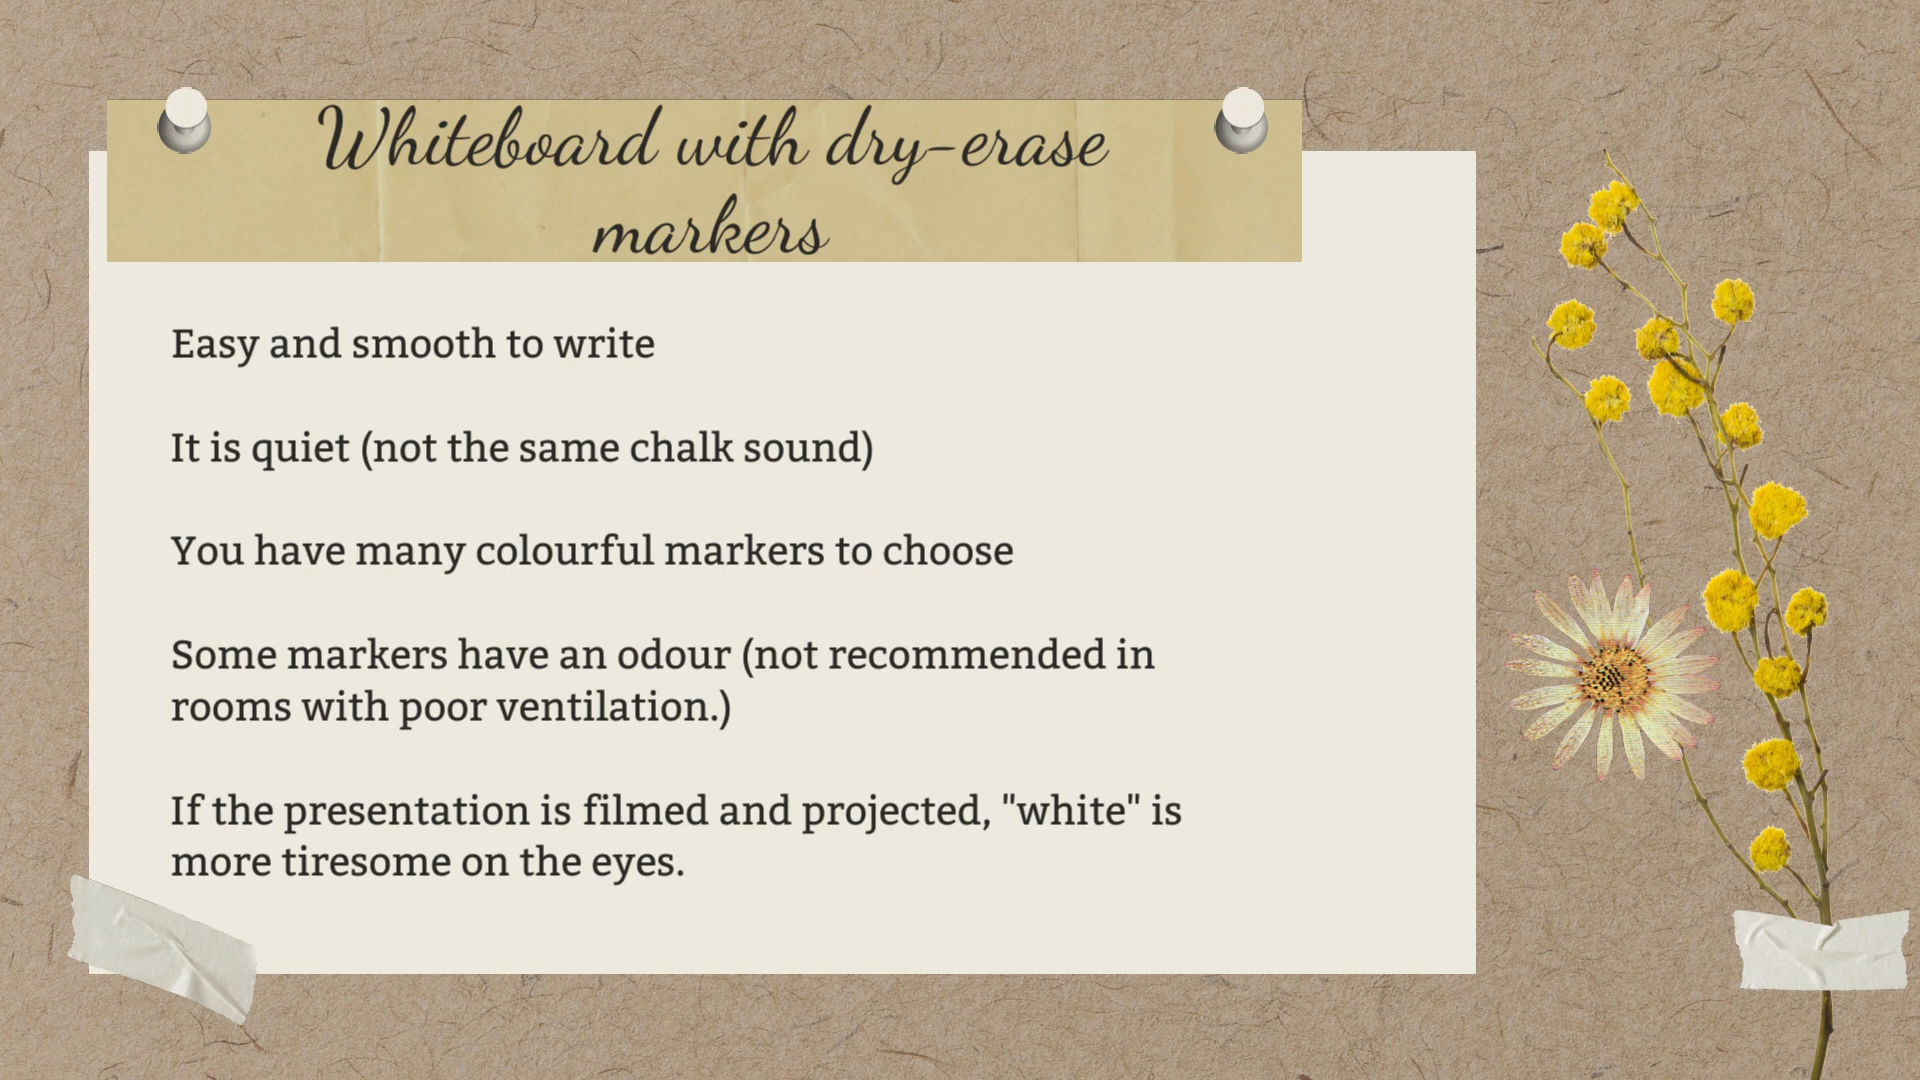 Whiteboard with dry-erase
markers
Easy and smooth to write
It is quiet (not the same chalk sound)
You have many colourful markers to choose
Some markers have an odour (not recommended in
rooms with poor ventilation.)
If the presentation is filmed and projected, "white" is
more tiresome on the eyes.